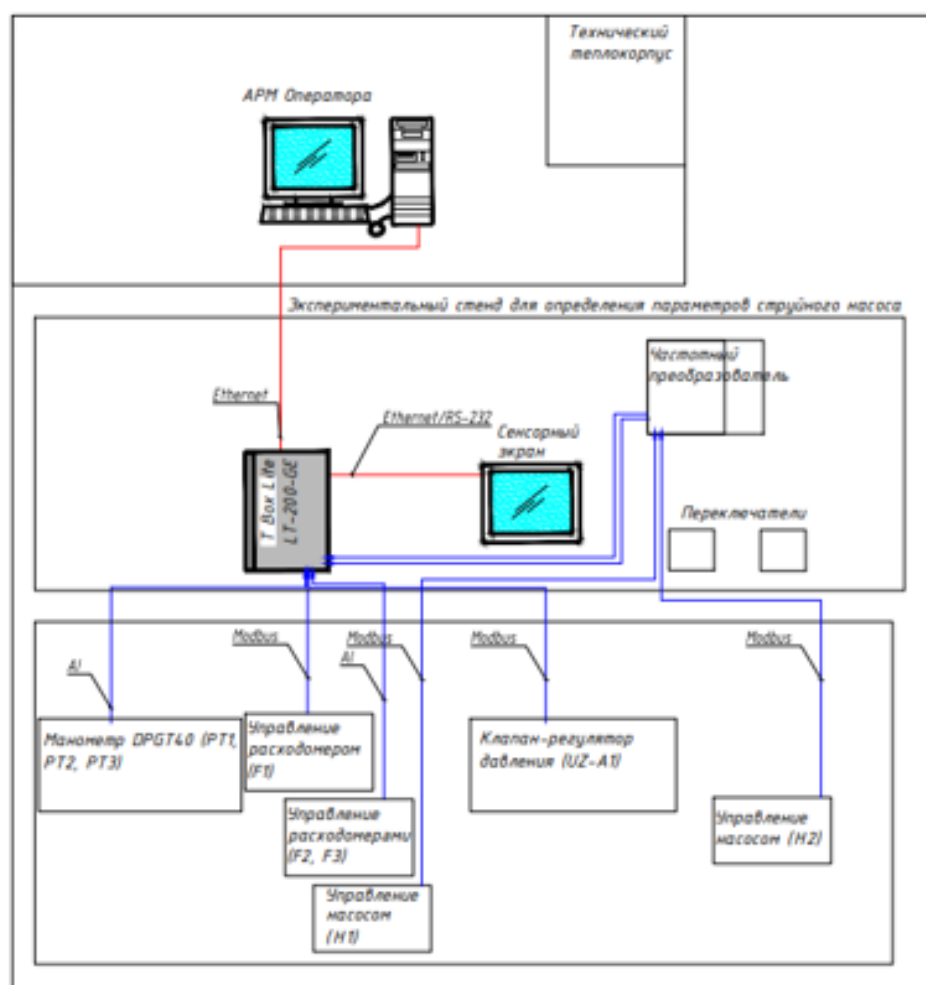 Технический
теплокорпус
АРМ Оператора
Экспериментальный стенд для определения параметров струйного насоса
Частотный
преобразователь
Ethernet
Ethernet/RS-232
Сенсорный
экран
T Box Lite
LT-200-GE
Переключатели
AI
Modbus
AI
Modbus
Modbus
Modbus
Манометр DPGT40 (PT1,
PT2, PT3)
Управление
расходомером
(F1)
Клапан-регулятор
давления (UZ-A1)
Управление
расходомерами
(F2, F3)
Управление
насосом (H2)
Управление
насосом
(H1)